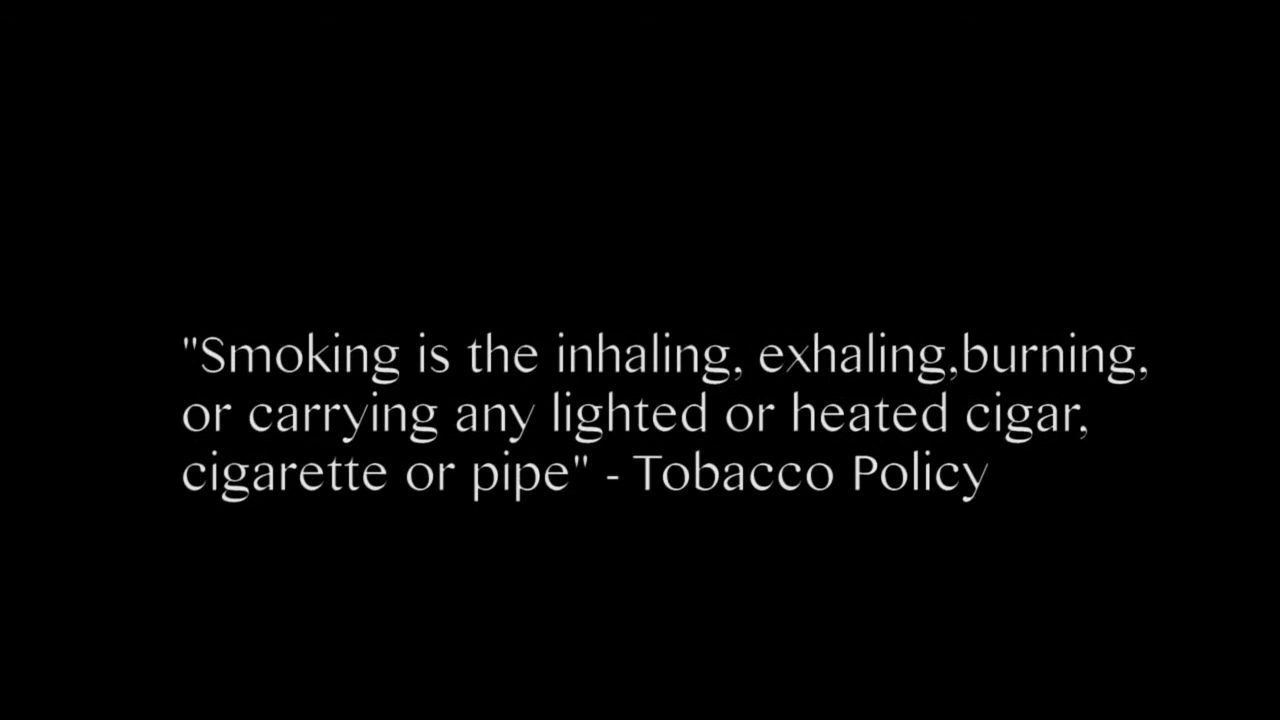 "Smoking is the inhaling, exhaling,burning,
or carrying any lighted or heated cigar,
cigarette or pipe" - Tobacco Policy